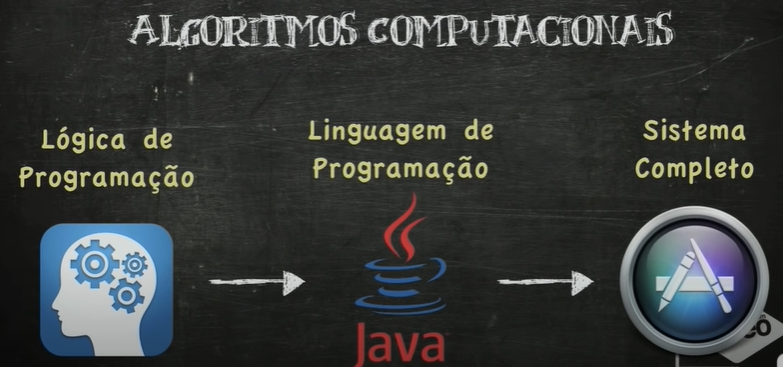 ALGORITMOS COMPUTACIONAIS
Lógica de
Programação
Linguagem de
Programação
Sistema
Completo
Java